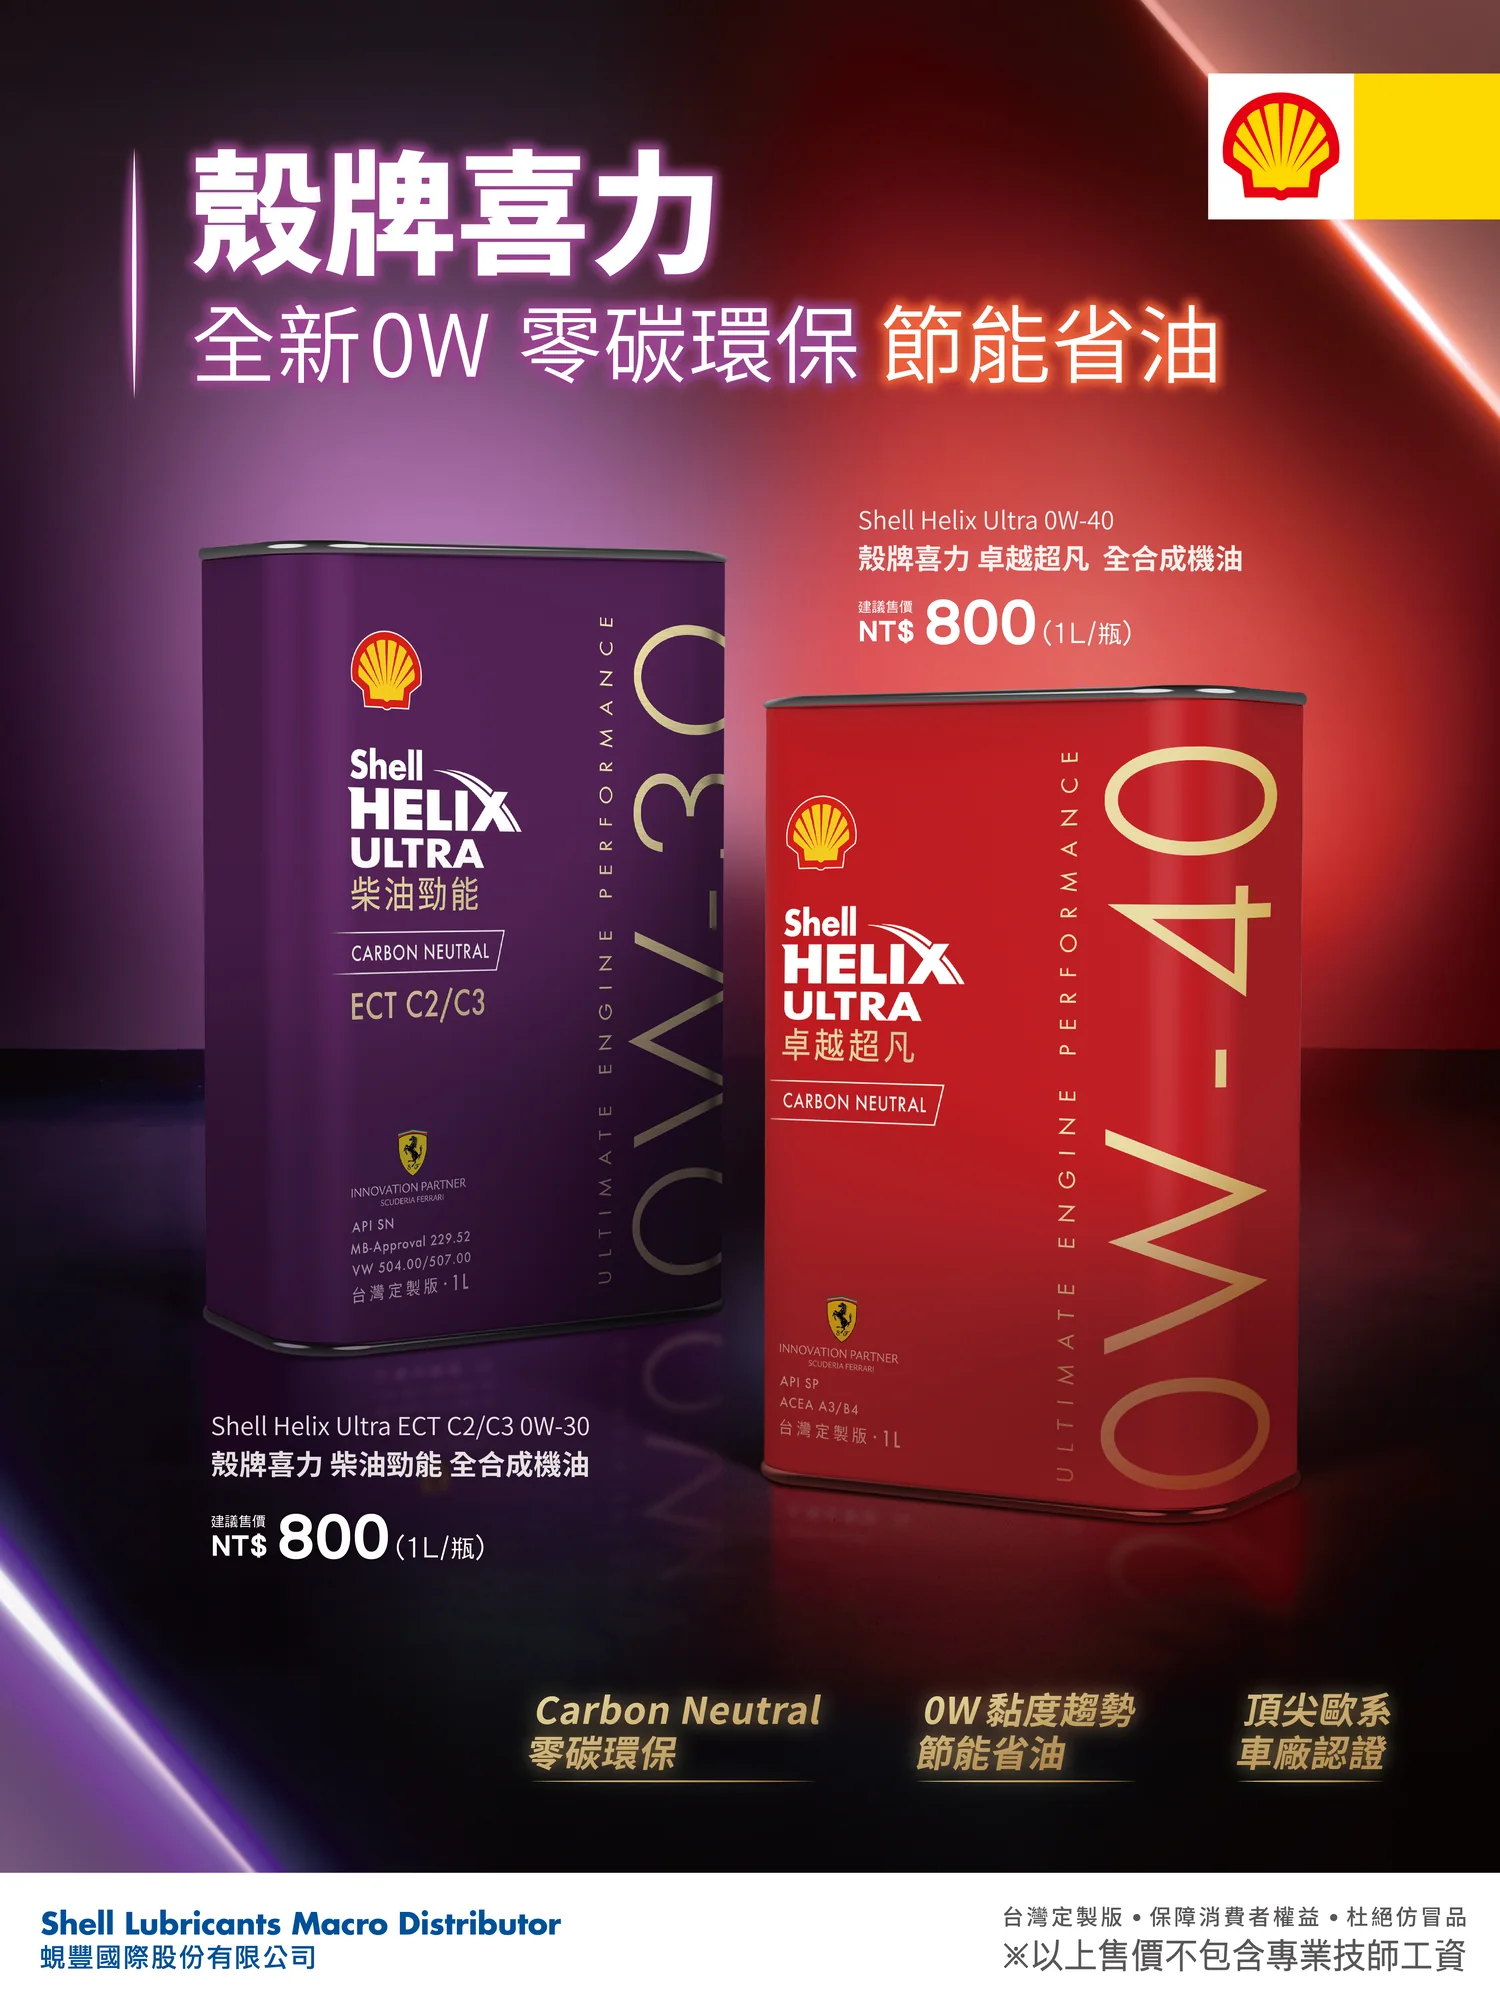 殼牌喜力
全新0W 零碳環保 節能省油
Shell Helix Ultra 0W-40
殼牌喜力 卓越超凡 全合成機油
建議售價
NT$ 800 (1L/瓶)
Shell
HELIX
ULTRA
柴油勁能
CARBON NEUTRAL
ECT C2/C3
INNOVATION PARTNER
SCUDERIA FERRARI
API SN
MB-Approval 229.52
VW 504.00/507.00
台灣定製版·1L
ULTIMATE ENGINE PERFORMANCE
0W-30
Shell
HELIX
ULTRA
卓越超凡
CARBON NEUTRAL
INNOVATION PARTNER
SCUDERIA FERRARI
API SP
ACEA A3/B4
台灣定製版·1L
ULTIMATE ENGINE PERFORMANCE
0W-40
Shell Helix Ultra ECT C2/C3 0W-30
殼牌喜力 柴油勁能 全合成機油
建議售價
NT$ 800 (1L/瓶)
Carbon Neutral
零碳環保
0W黏度趨勢
節能省油
頂尖歐系
車廠認證
Shell Lubricants Macro Distributor
蜆豐國際股份有限公司
台灣定製版•保障消費者權益•杜絕仿冒品
※以上售價不包含專業技師工資